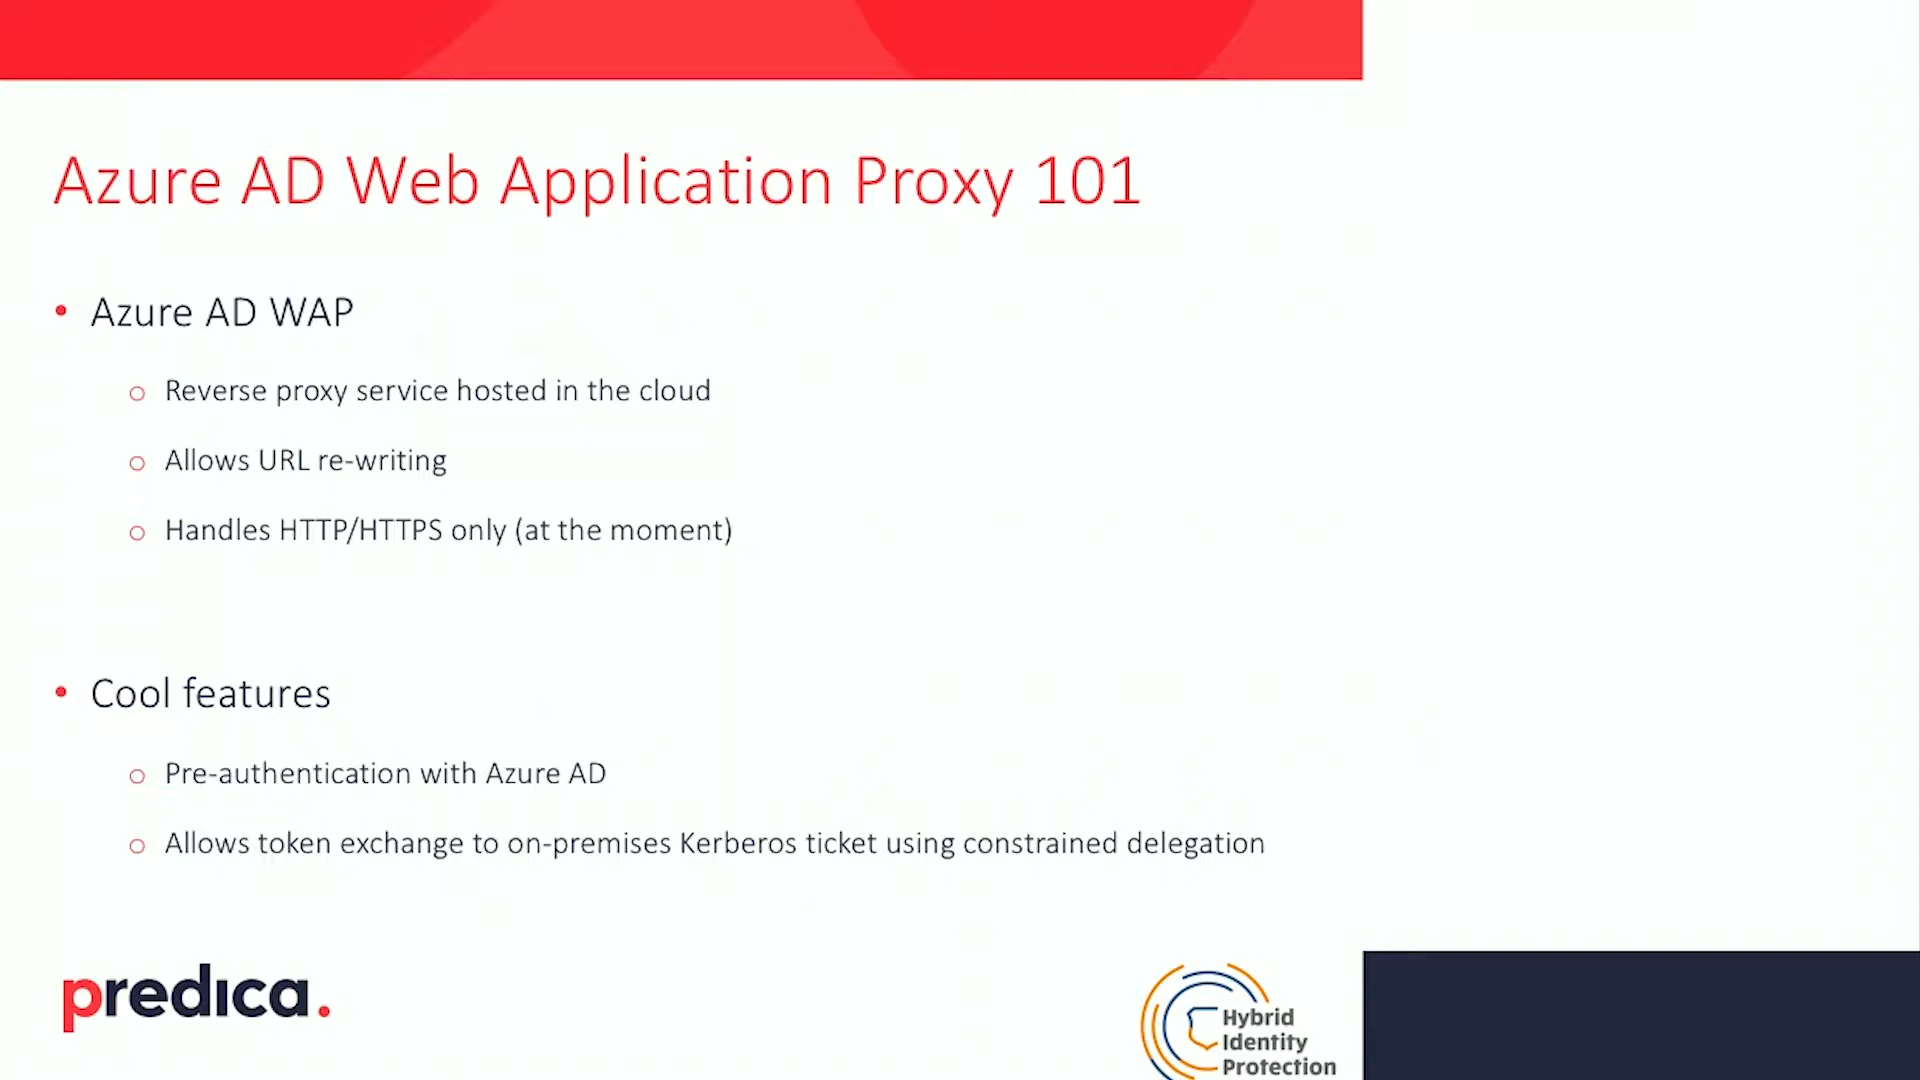 Azure AD Web Application Proxy 101
• Azure AD WAP
o Reverse proxy service hosted in the cloud
o Allows URL re-writing
o Handles HTTP/HTTPS only (at the moment)
• Cool features
o Pre-authentication with Azure AD
o Allows token exchange to on-premises Kerberos ticket using constrained delegation
predica.
Hybrid
Identity
Protection